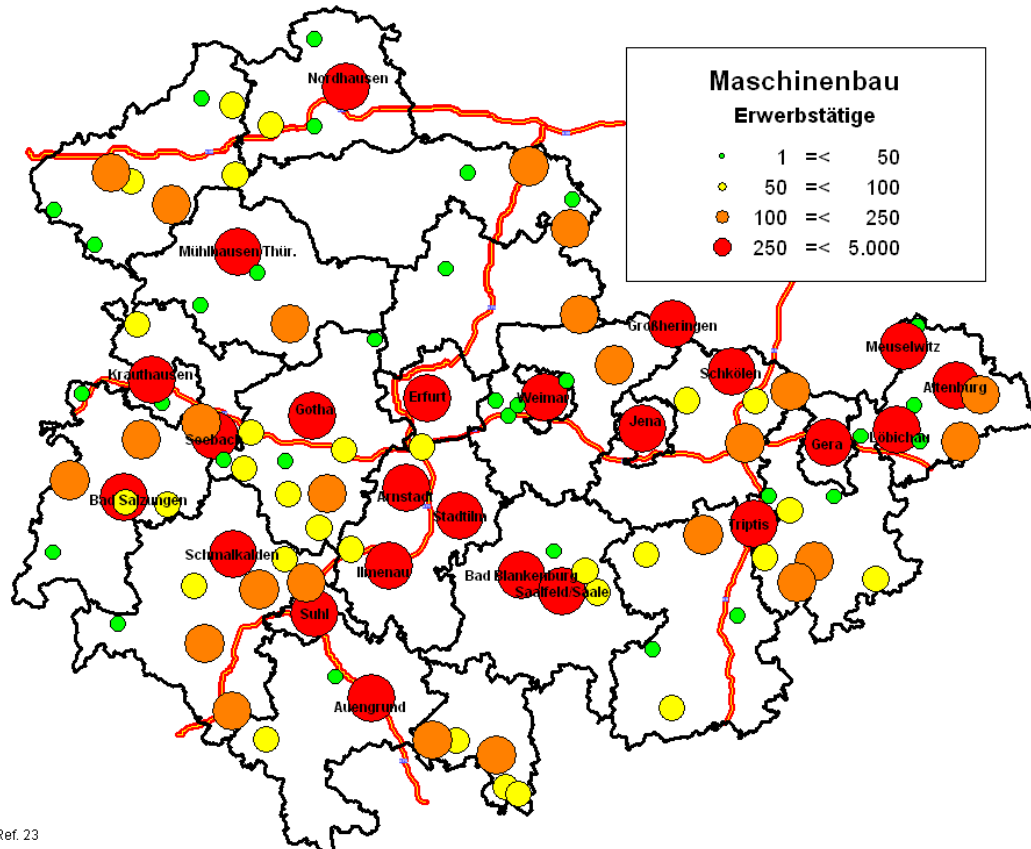 Nordhausen
Maschinenbau
Erwerbstätige
1 =< 50
50 =< 100
100 =< 250
250 =< 5.000
Mühlhausen/Thür.
Großheringen
Meuselwitz
Krauthausen
Schkölen
Altenburg
Gotha
Erfurt
Weimar
Jena
Seebach
Gera
Löbichau
Bad Salzungen
Arnstadt
Stadtilm
Triptis
Schmalkalden
Ilmenau
Bad Blankenburg
Saalfeld/Saale
Suhl
Auengrund
Ref. 23